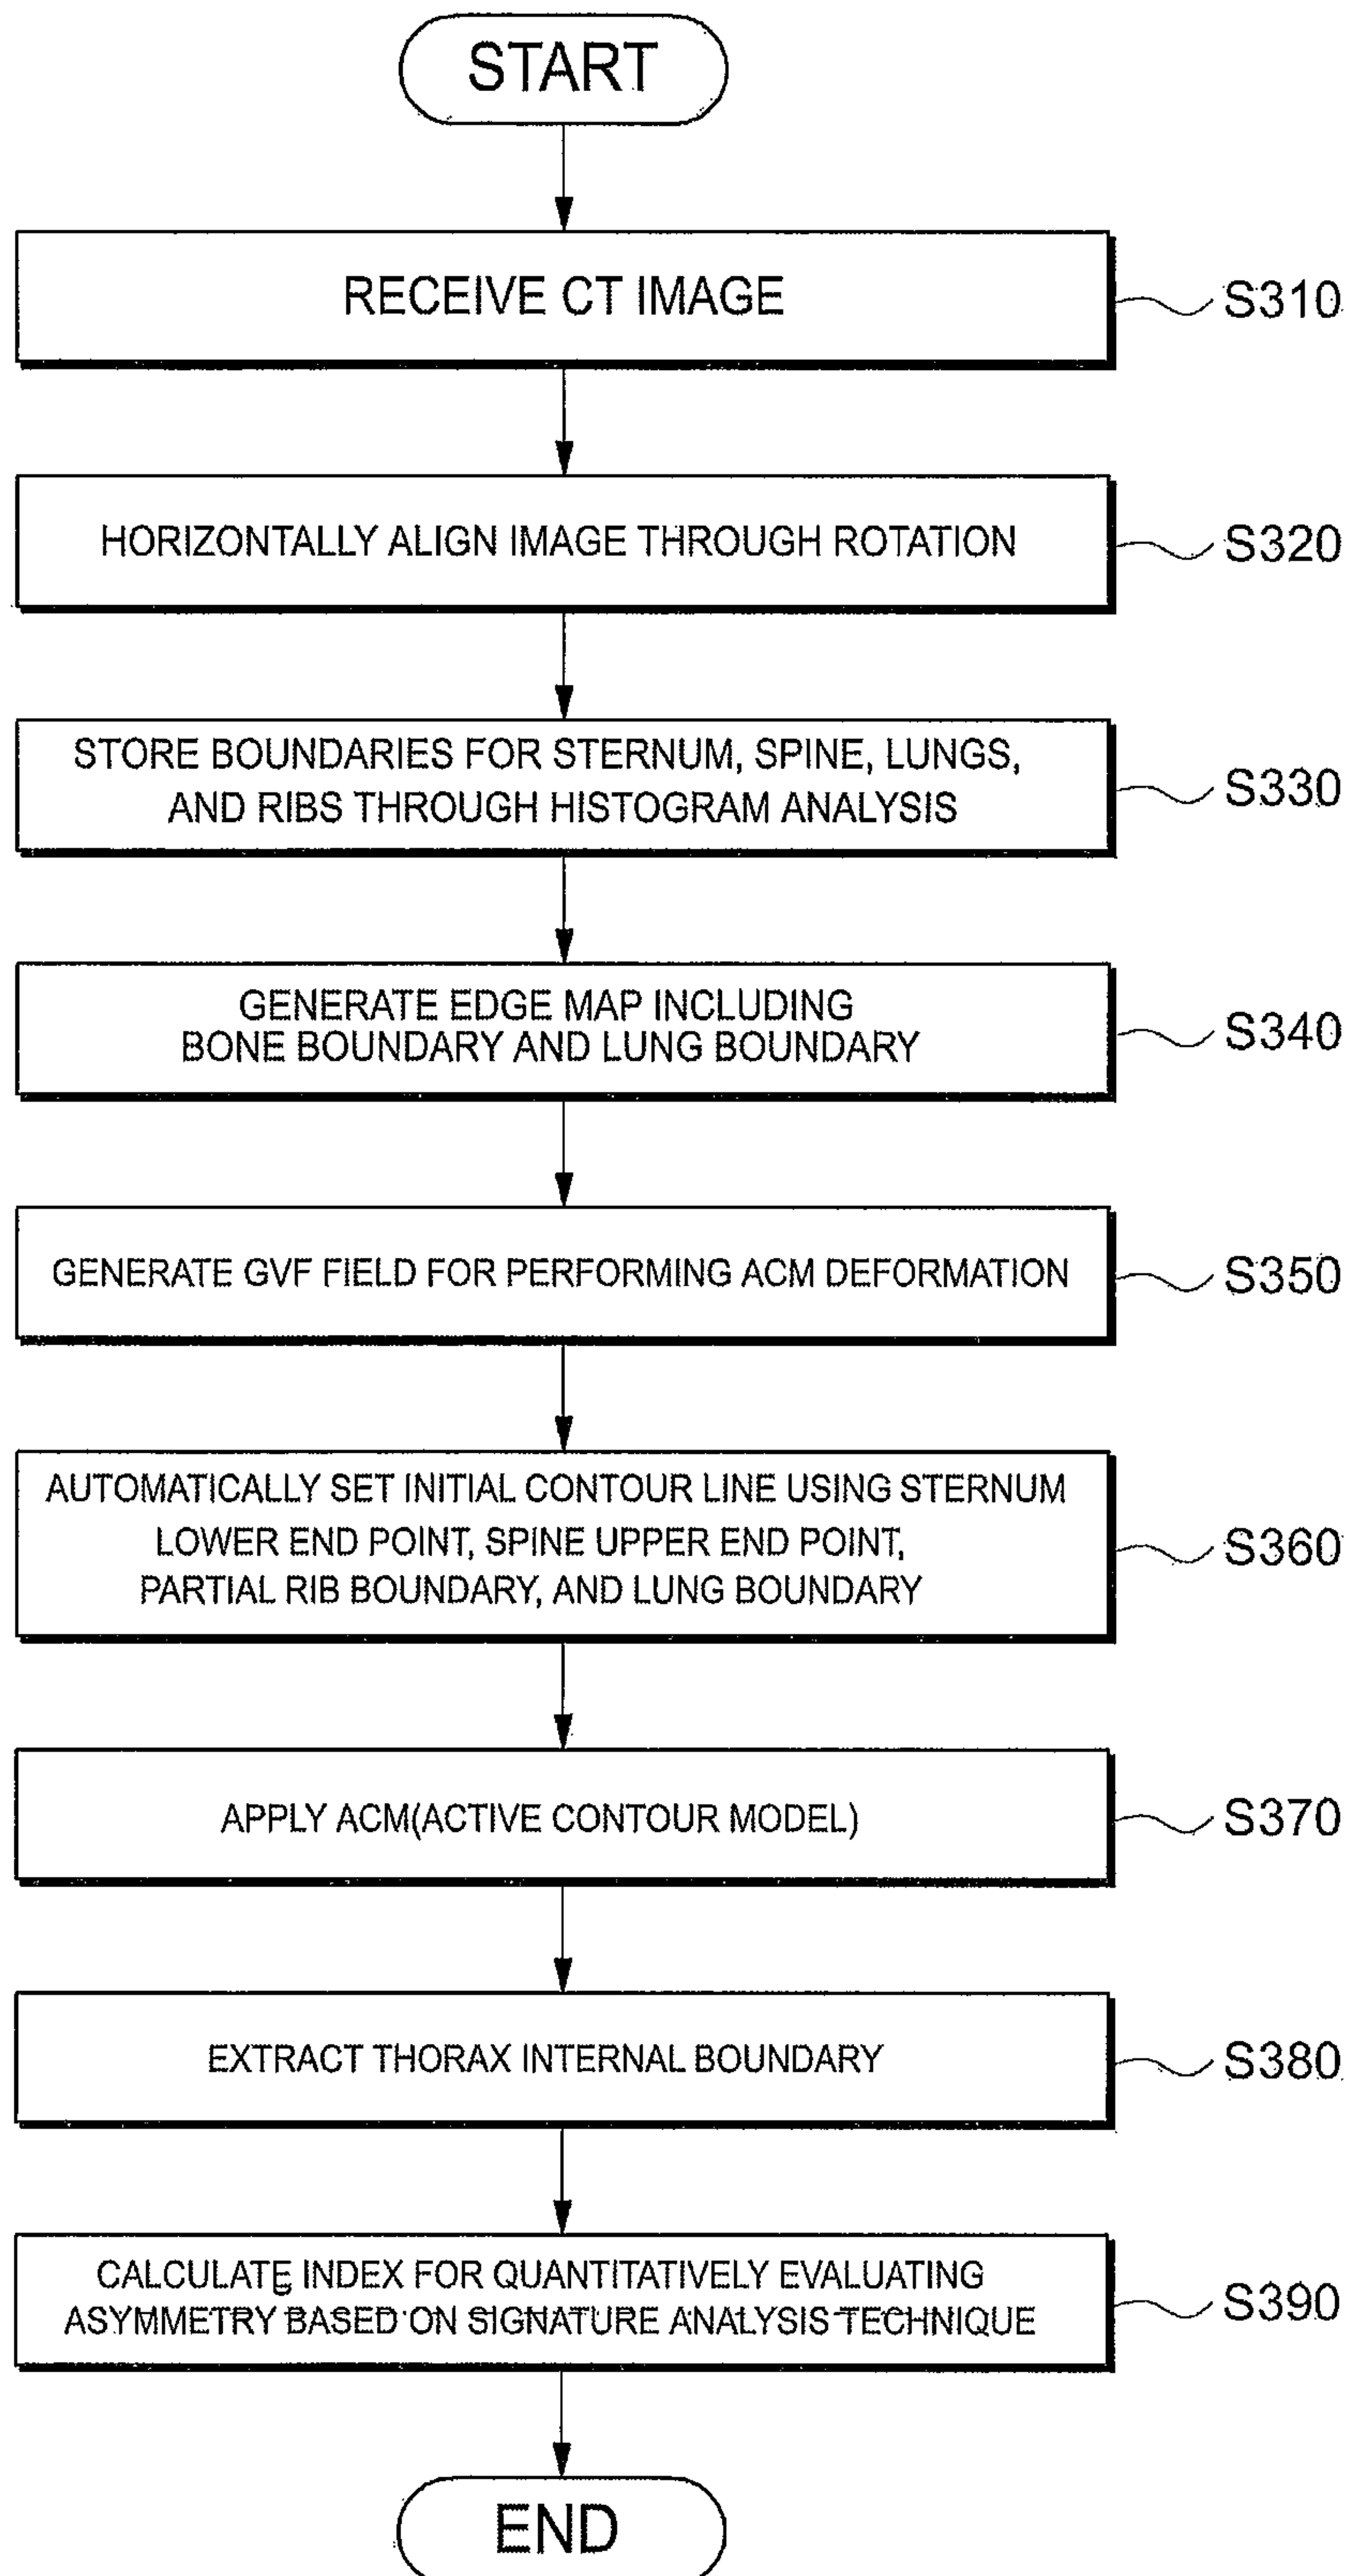 START
RECEIVE CT IMAGE
S310
HORIZONTALLY ALIGN IMAGE THROUGH ROTATION
S320
STORE BOUNDARIES FOR STERNUM, SPINE, LUNGS,
AND RIBS THROUGH HISTOGRAM ANALYSIS
S330
GENERATE EDGE MAP INCLUDING
BONE BOUNDARY AND LUNG BOUNDARY
S340
GENERATE GVF FIELD FOR PERFORMING ACM DEFORMATION
S350
AUTOMATICALLY SET INITIAL CONTOUR LINE USING STERNUM
LOWER END POINT, SPINE UPPER END POINT,
PARTIAL RIB BOUNDARY, AND LUNG BOUNDARY
S360
APPLY ACM(ACTIVE CONTOUR MODEL)
S370
EXTRACT THORAX INTERNAL BOUNDARY
S380
CALCULATE INDEX FOR QUANTITATIVELY EVALUATING
ASYMMETRY BASED ON SIGNATURE ANALYSIS TECHNIQUE
S390
END